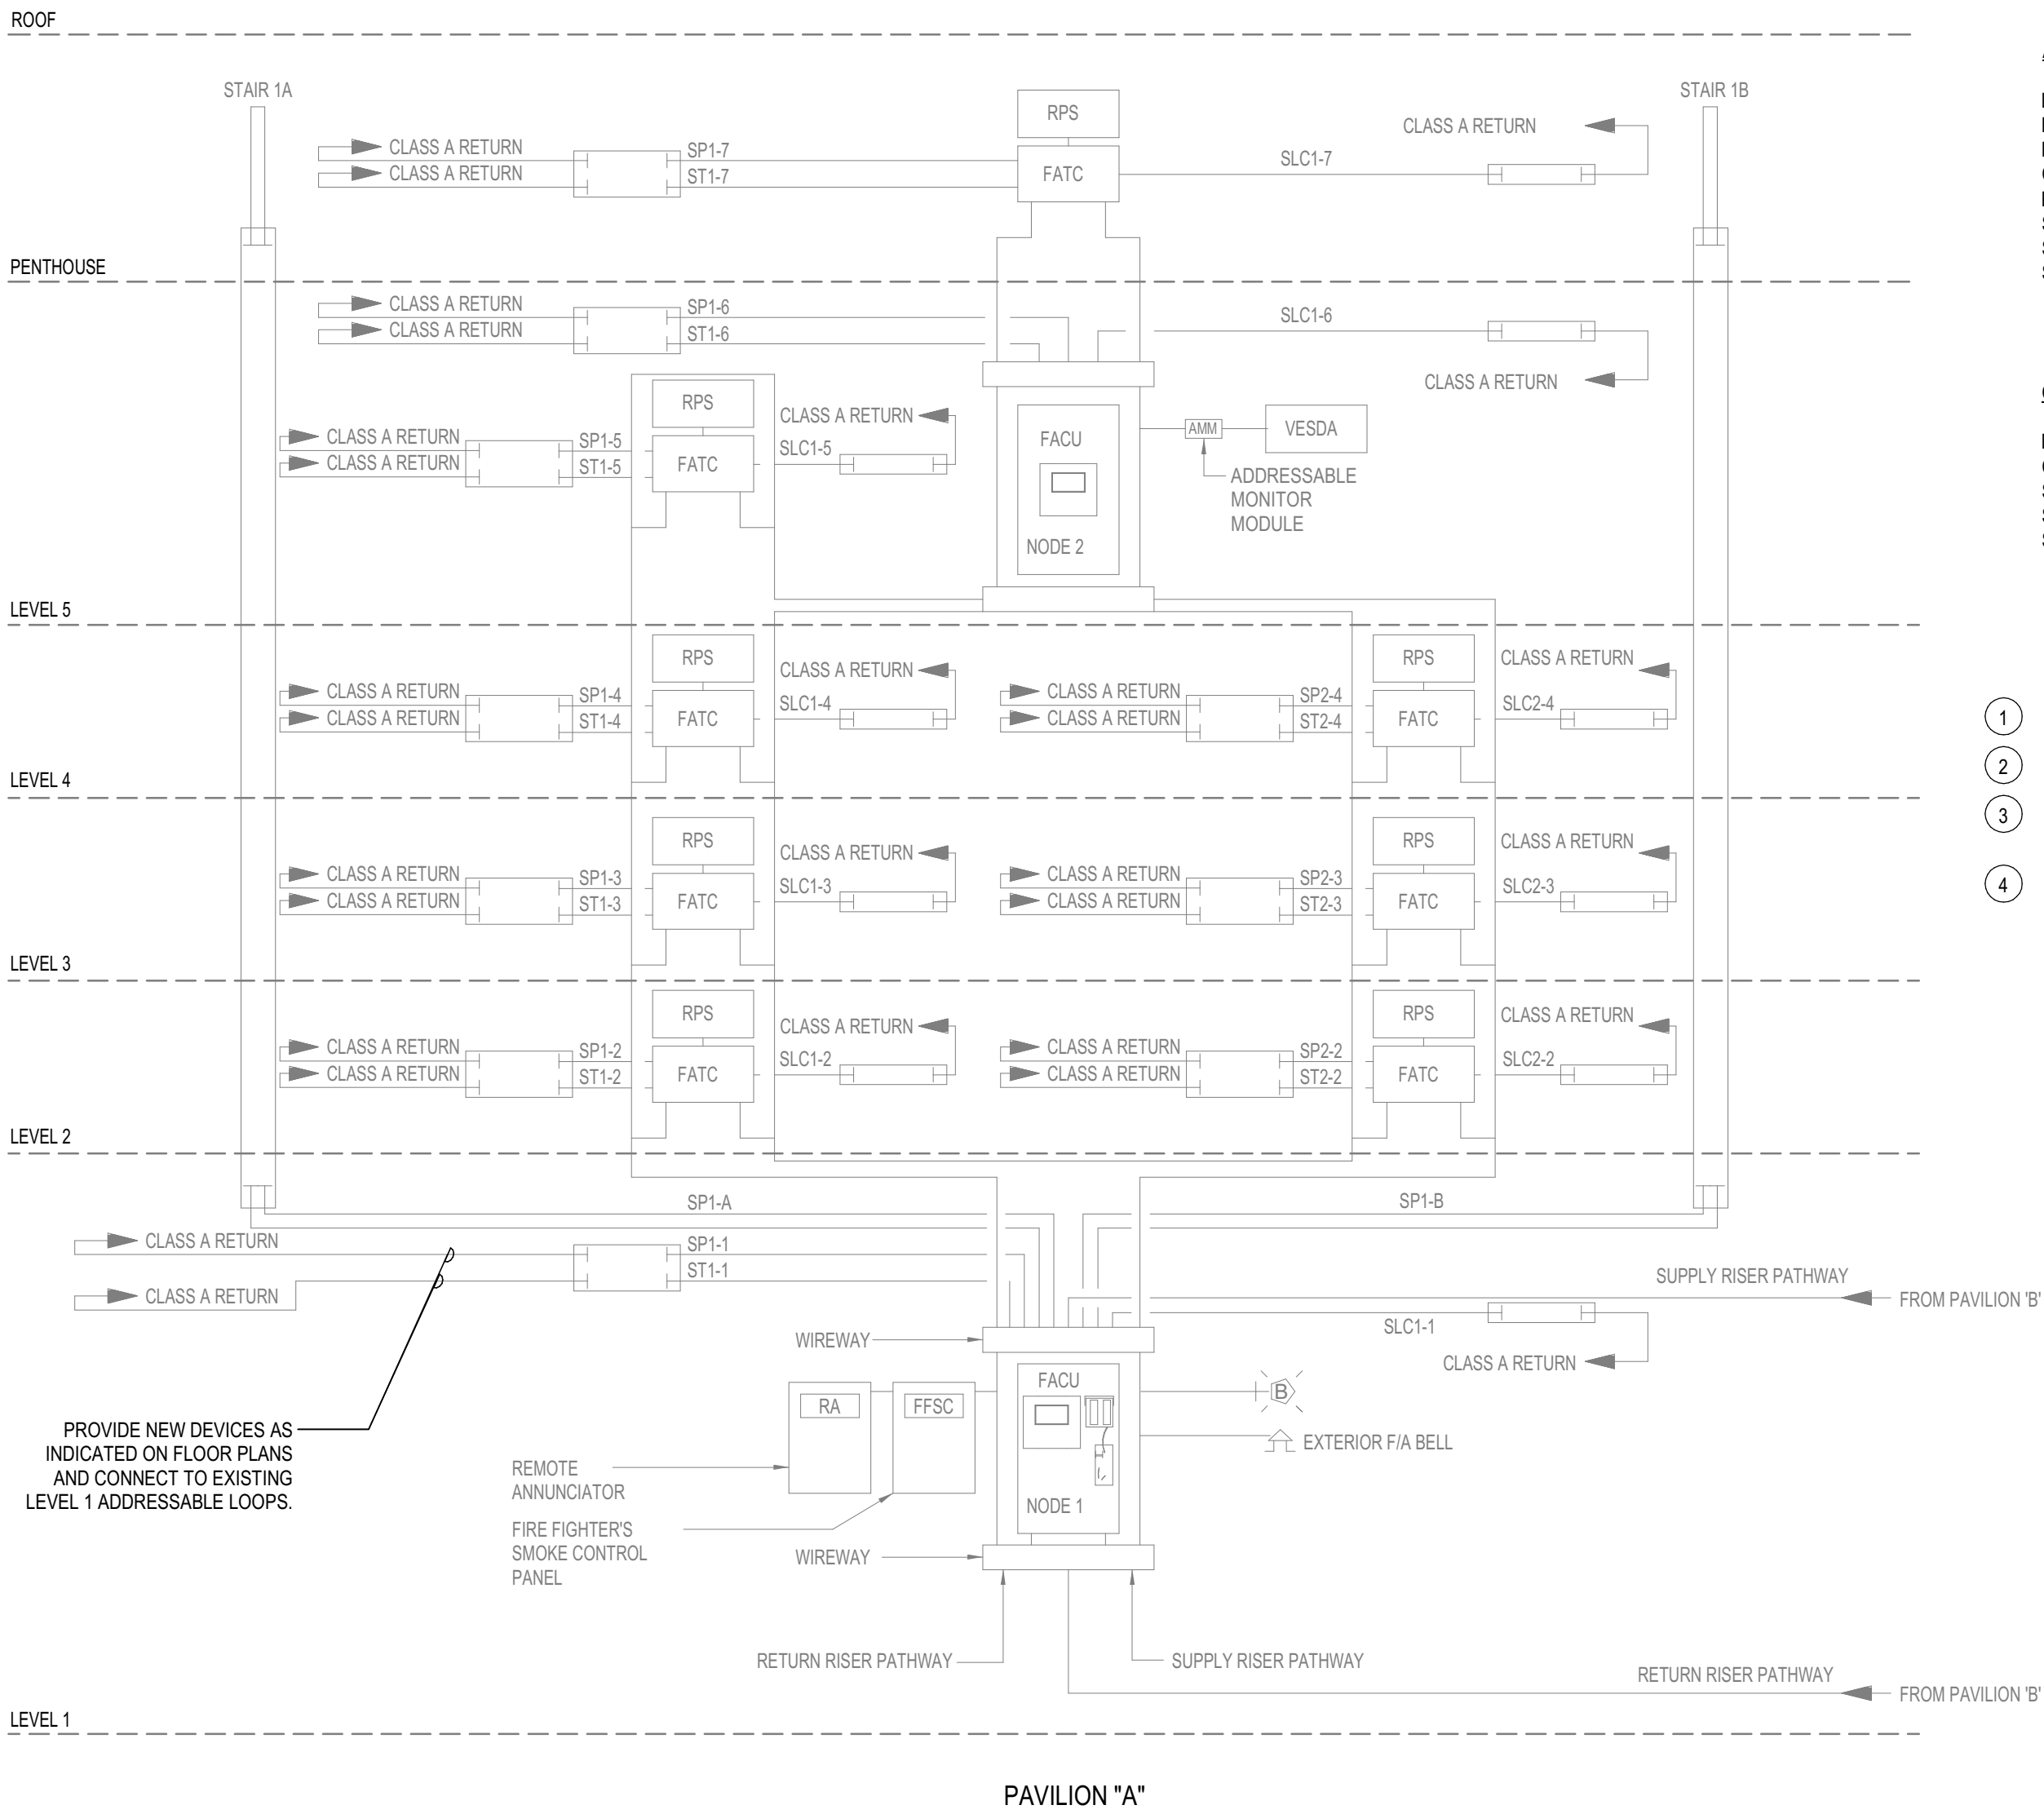 ROOF
STAIR 1A
STAIR 1B
RPS
CLASS A RETURN
CLASS A RETURN
SP1-7
CLASS A RETURN
ST1-7
FATC
SLC1-7
PENTHOUSE
CLASS A RETURN
SP1-6
CLASS A RETURN
ST1-6
SLC1-6
CLASS A RETURN
RPS
CLASS A RETURN
CLASS A RETURN
SP1-5
CLASS A RETURN
ST1-5
FATC
SLC1-5
FACU
NODE 2
AMM
VESDA
ADDRESSABLE
MONITOR
MODULE
LEVEL 5
RPS
CLASS A RETURN
RPS
CLASS A RETURN
CLASS A RETURN
SP1-4
CLASS A RETURN
ST1-4
FATC
SLC1-4
CLASS A RETURN
SP2-4
CLASS A RETURN
ST2-4
FATC
SLC2-4
1
2
3
4
LEVEL 4
RPS
CLASS A RETURN
RPS
CLASS A RETURN
CLASS A RETURN
SP1-3
CLASS A RETURN
ST1-3
FATC
SLC1-3
CLASS A RETURN
SP2-3
CLASS A RETURN
ST2-3
FATC
SLC2-3
LEVEL 3
RPS
CLASS A RETURN
RPS
CLASS A RETURN
CLASS A RETURN
SP1-2
CLASS A RETURN
ST1-2
FATC
SLC1-2
CLASS A RETURN
SP2-2
CLASS A RETURN
ST2-2
FATC
SLC2-2
LEVEL 2
SP1-A
SP1-B
CLASS A RETURN
SP1-1
ST1-1
CLASS A RETURN
SUPPLY RISER PATHWAY
FROM PAVILION 'B'
SLC1-1
CLASS A RETURN
WIREWAY
FACU
NODE 1
RA
FFSC
B
EXTERIOR F/A BELL
PROVIDE NEW DEVICES AS
INDICATED ON FLOOR PLANS
AND CONNECT TO EXISTING
LEVEL 1 ADDRESSABLE LOOPS.
REMOTE
ANNUNCIATOR
FIRE FIGHTER'S
SMOKE CONTROL
PANEL
WIREWAY
RETURN RISER PATHWAY
SUPPLY RISER PATHWAY
RETURN RISER PATHWAY
FROM PAVILION 'B'
LEVEL 1
PAVILION "A"